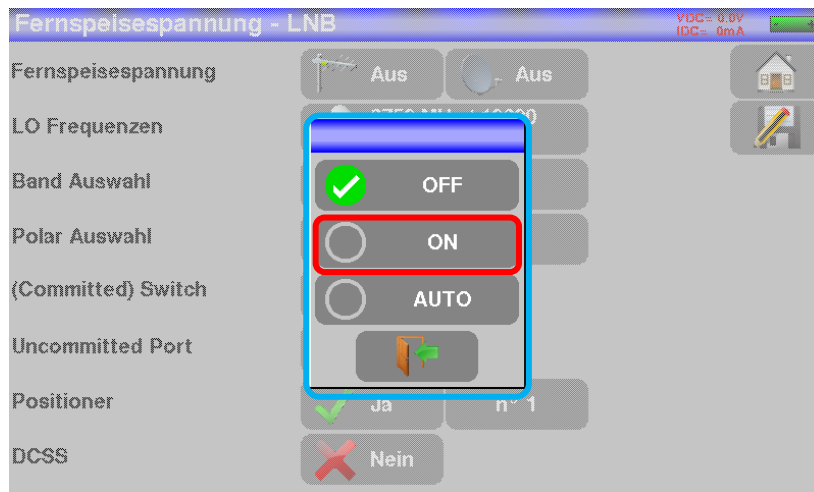 Fernspeisespannung - LNB
VDC= 0.0V
IDC= 0mA
Fernspeisespannung Aus Aus
LO Frequenzen
Band Auswahl
OFF
Polar Auswahl
ON
(Committed) Switch
AUTO
Uncommitted Port
Positioner Ja n° 1
DCSS Nein